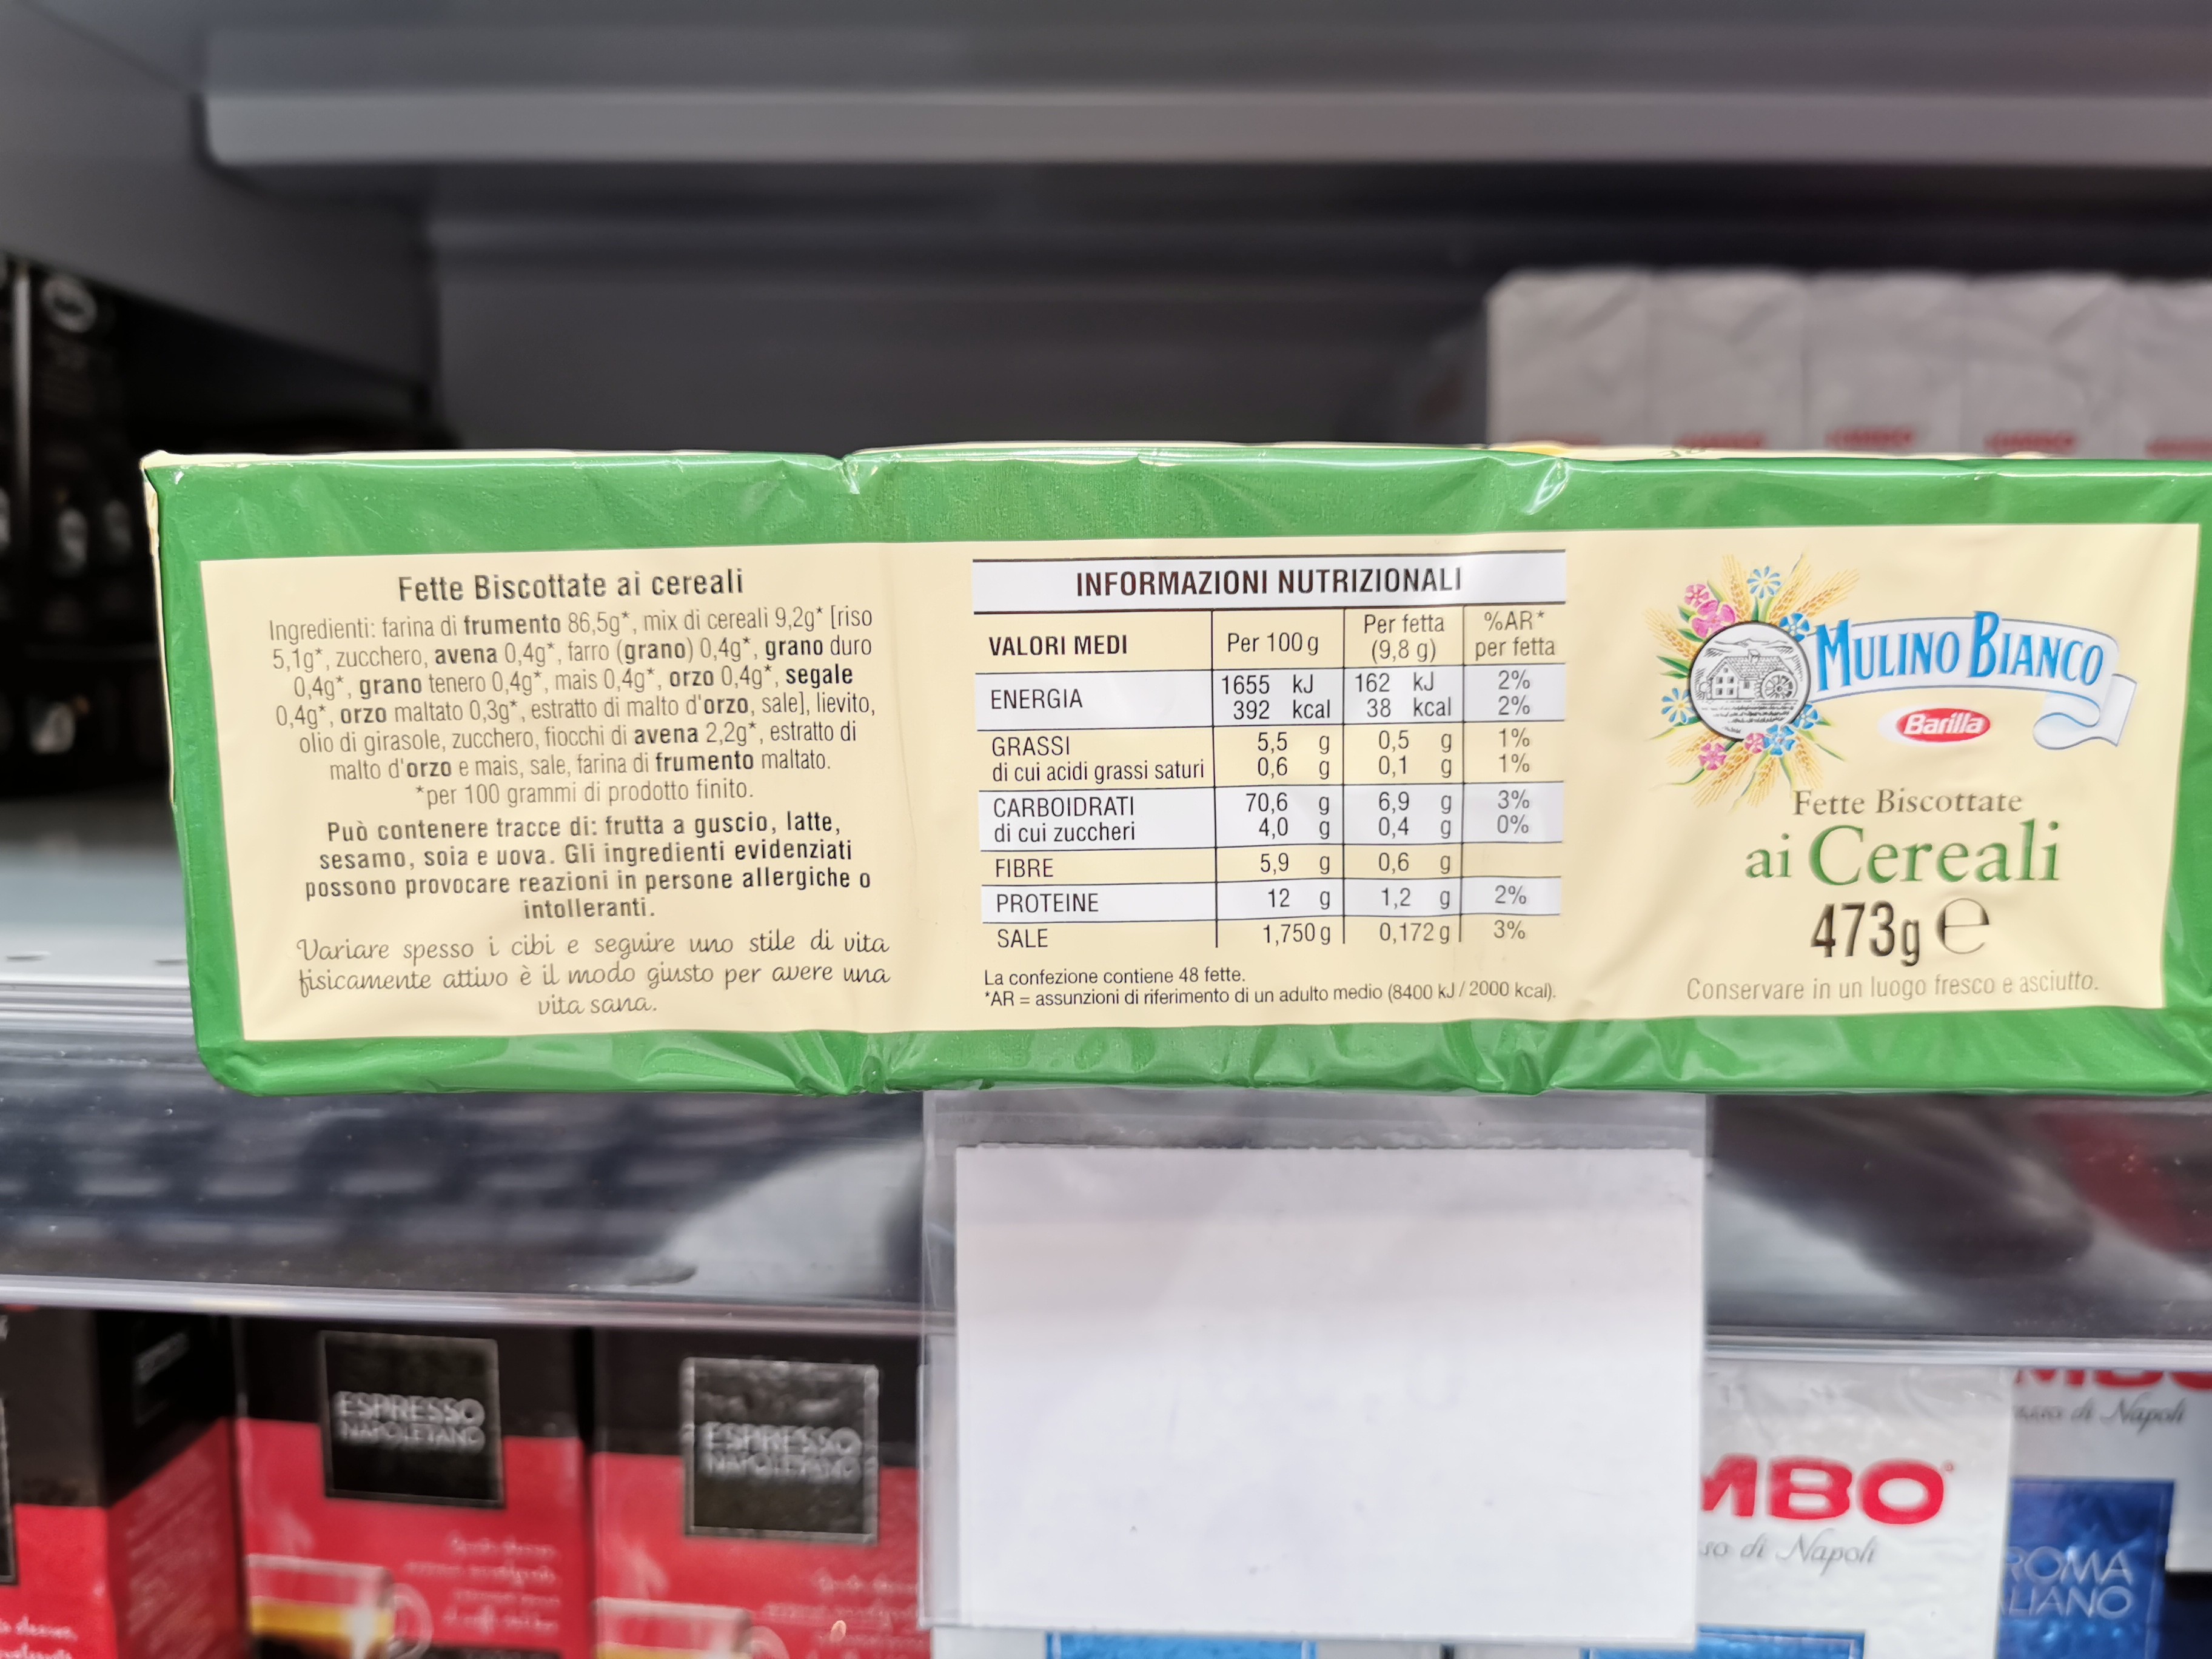 Fette Biscottate ai cereali
Ingredienti: farina di frumento 86,5g*, mix di cereali 9,2g* [riso
5,1g*, zucchero, avena 0,4g*, farro (grano) 0,4g*, grano duro
0,4g*, grano tenero 0,4g*, mais 0,4g*, orzo 0,4g*, segale
0,4g*, orzo maltato 0,3g*, estratto di malto d'orzo, sale], lievito,
olio di girasole, zucchero, fiocchi di avena 2,2g*, estratto di
malto d'orzo e mais, sale, farina di frumento maltato.
*per 100 grammi di prodotto finito.
Può contenere tracce di: frutta a guscio, latte,
sesamo, soia e uova. Gli ingredienti evidenziati
possono provocare reazioni in persone allergiche o
intolleranti.
Variare spesso i cibi e seguire uno stile di vita
fisicamente attivo è il modo giusto per avere una
vita sana.
INFORMAZIONI NUTRIZIONALI
VALORI MEDI Per 100 g Per fetta (9,8 g) %AR* per fetta
ENERGIA 1655 kJ 162 kJ 2%
392 kcal 38 kcal 2%
GRASSI 5,5 g 0,5 g 1%
di cui acidi grassi saturi 0,6 g 0,1 g 1%
CARBOIDRATI 70,6 g 6,9 g 3%
di cui zuccheri 4,0 g 0,4 g 0%
FIBRE 5,9 g 0,6 g
PROTEINE 12 g 1,2 g 2%
SALE 1,750 g 0,172 g 3%
La confezione contiene 48 fette.
*AR = assunzioni di riferimento di un adulto medio (8400 kJ / 2000 kcal).
MULINO BIANCO
Barilla
Fette Biscottate
ai Cereali
473g e
Conservare in un luogo fresco e asciutto.
ESPRESSO
NAPOLETANO
ESPRESSO
NAPOLETANO
di Napoli
MBO
so di Napoli
ROMA
LIANO